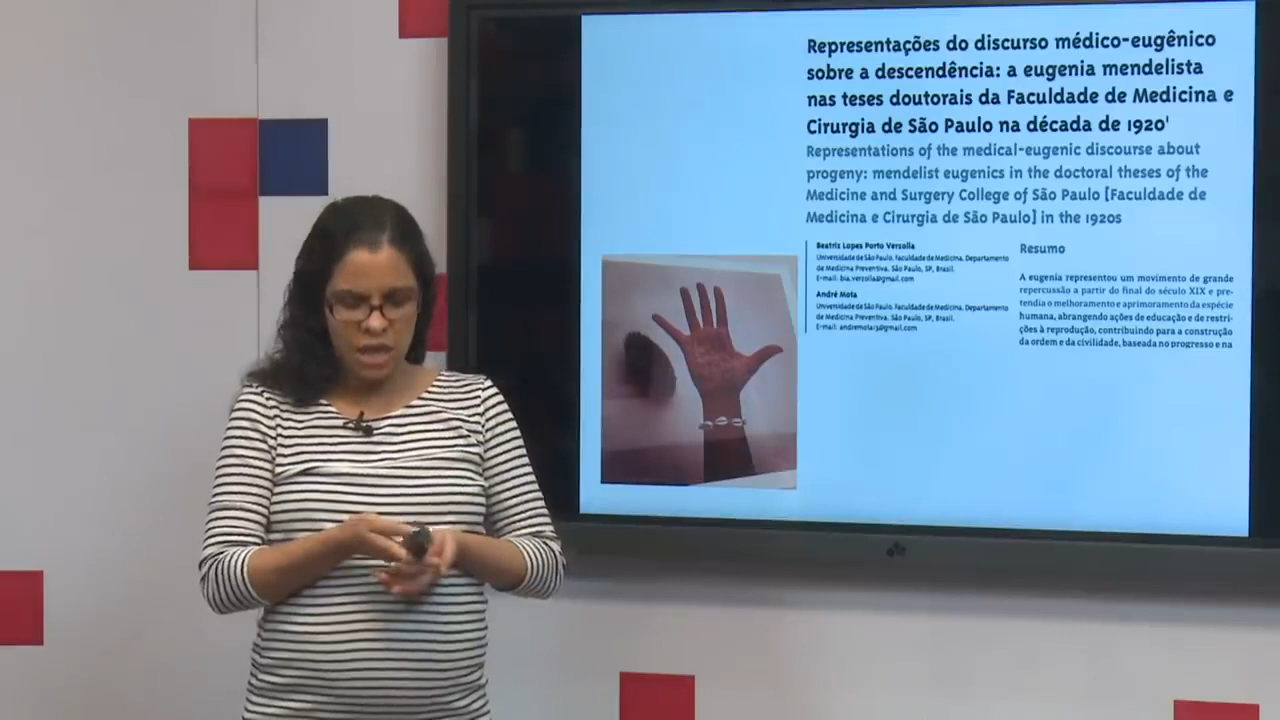 Representações do discurso médico-eugênico
sobre a descendência: a eugenia mendelista
nas teses doutorais da Faculdade de Medicina e
Cirurgia de São Paulo na década de 1920¹
Representations of the medical-eugenic discourse about
progeny: mendelist eugenics in the doctoral theses of the
Medicine and Surgery College of São Paulo [Faculdade de
Medicina e Cirurgia de São Paulo] in the 1920s
Beatriz Lopes Porto Verzolla
Universidade de São Paulo. Faculdade de Medicina. Departamento
de Medicina Preventiva. São Paulo, SP, Brasil.
E-mail: bia.verzolla@gmail.com
André Mota
Universidade de São Paulo. Faculdade de Medicina. Departamento
de Medicina Preventiva. São Paulo, SP, Brasil.
E-mail: andremota13@gmail.com
Resumo
A eugenia representou um movimento de grande
repercussão a partir do final do século XIX e pre-
tendia o melhoramento e aprimoramento da espécie
humana, abrangendo ações de educação e de restri-
ções à reprodução, contribuindo para a construção
da ordem e da civilidade, baseada no progresso e na